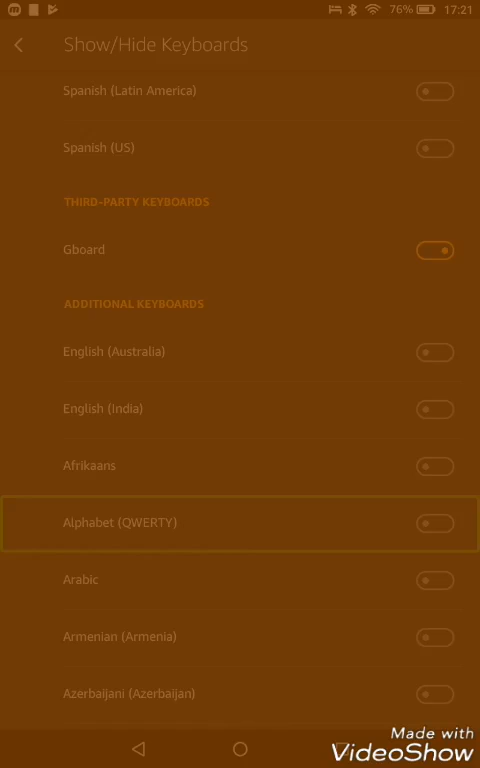 76% 17:21
Show/Hide Keyboards
Spanish (Latin America)
Spanish (US)
THIRD-PARTY KEYBOARDS
Gboard
ADDITIONAL KEYBOARDS
English (Australia)
English (India)
Afrikaans
Alphabet (QWERTY)
Arabic
Armenian (Armenia)
Azerbaijani (Azerbaijan)
Made with
VideoShow